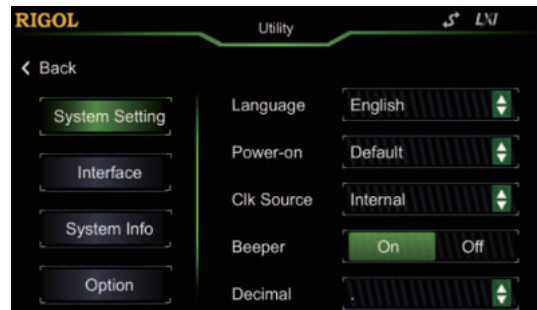 RIGOL Utility LXI
Back
System Setting
Interface
System Info
Option
Language English
Power-on Default
Clk Source Internal
Beeper On Off
Decimal .